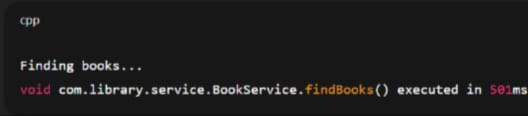 cpp
Finding books...
void com.library.service.BookService.findBooks() executed in 501ms